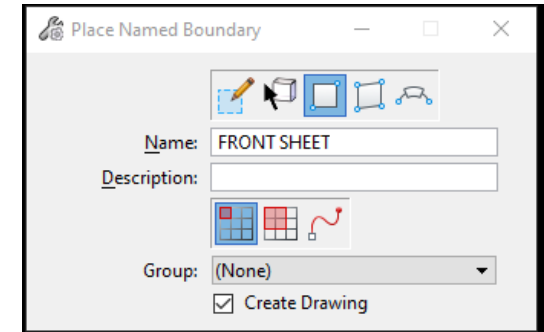 Place Named Boundary
Name: FRONT SHEET
Description:
Group: (None)
Create Drawing